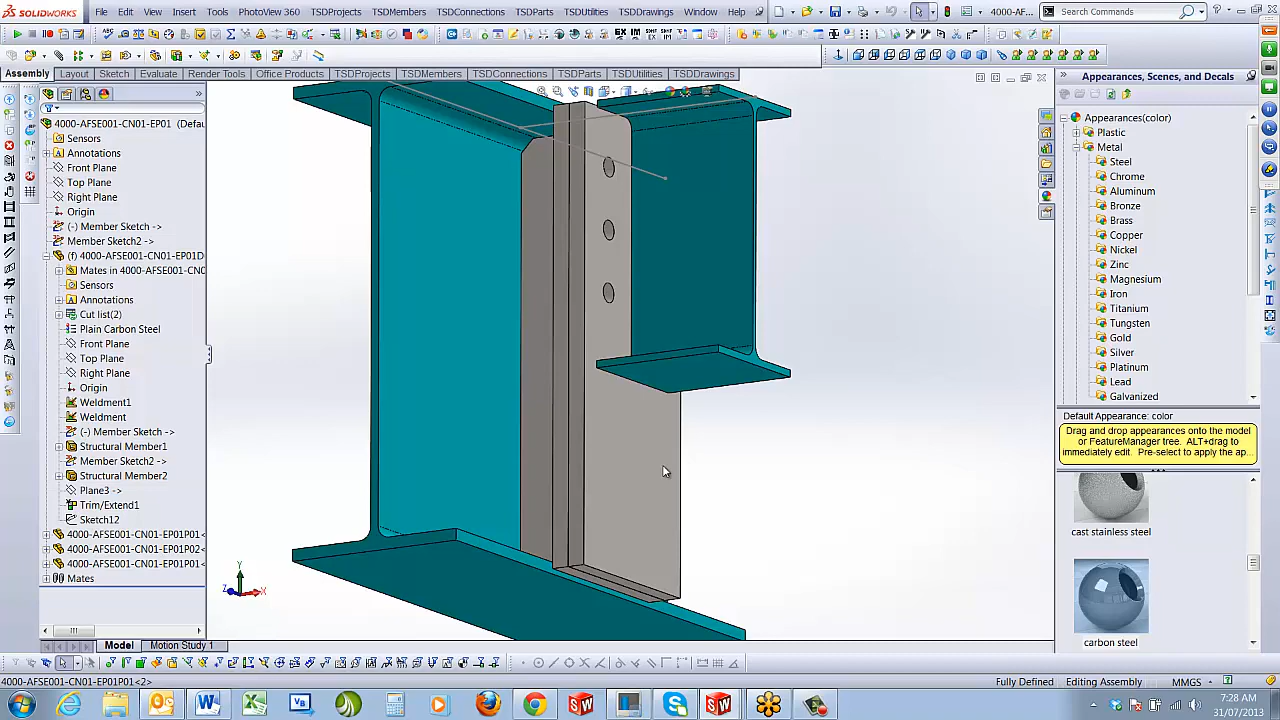 SOLIDWORKS File Edit View Insert Tools PhotoView 360 TSDProjects TSDMembers TSDConnections TSDParts TSDUtilities TSDDrawings Window Help 4000-AF... Search Commands
Assembly Layout Sketch Evaluate Render Tools Office Products TSDProjects TSDMembers TSDConnections TSDParts TSDUtilities TSDDrawings
Appearances, Scenes, and Decals
4000-AFSE001-CN01-EP01 (Defau
Sensors
Annotations
Front Plane
Top Plane
Right Plane
Origin
(-) Member Sketch ->
Member Sketch2 ->
(f) 4000-AFSE001-CN01-EP01D
Mates in 4000-AFSE001-CN0
Sensors
Annotations
Cut list(2)
Plain Carbon Steel
Front Plane
Top Plane
Right Plane
Origin
Weldment1
Weldment
(-) Member Sketch ->
Structural Member1
Member Sketch2 ->
Structural Member2
Plane3 ->
Trim/Extend1
Sketch12
4000-AFSE001-CN01-EP01P01<
4000-AFSE001-CN01-EP01P02<
4000-AFSE001-CN01-EP01P01<
Mates
Y
X
Z
Appearances(color)
Plastic
Metal
Steel
Chrome
Aluminum
Bronze
Brass
Copper
Nickel
Zinc
Magnesium
Iron
Titanium
Tungsten
Gold
Silver
Platinum
Lead
Galvanized
Default Appearance: color
Drag and drop appearances onto the model
or FeatureManager tree. ALT+drag to
immediately edit. Pre-select to apply the ap...
cast stainless steel
carbon steel
Model Motion Study 1
4000-AFSE001-CN01-EP01P01<2> Fully Defined Editing Assembly MMGS
7:28 AM
31/07/2013